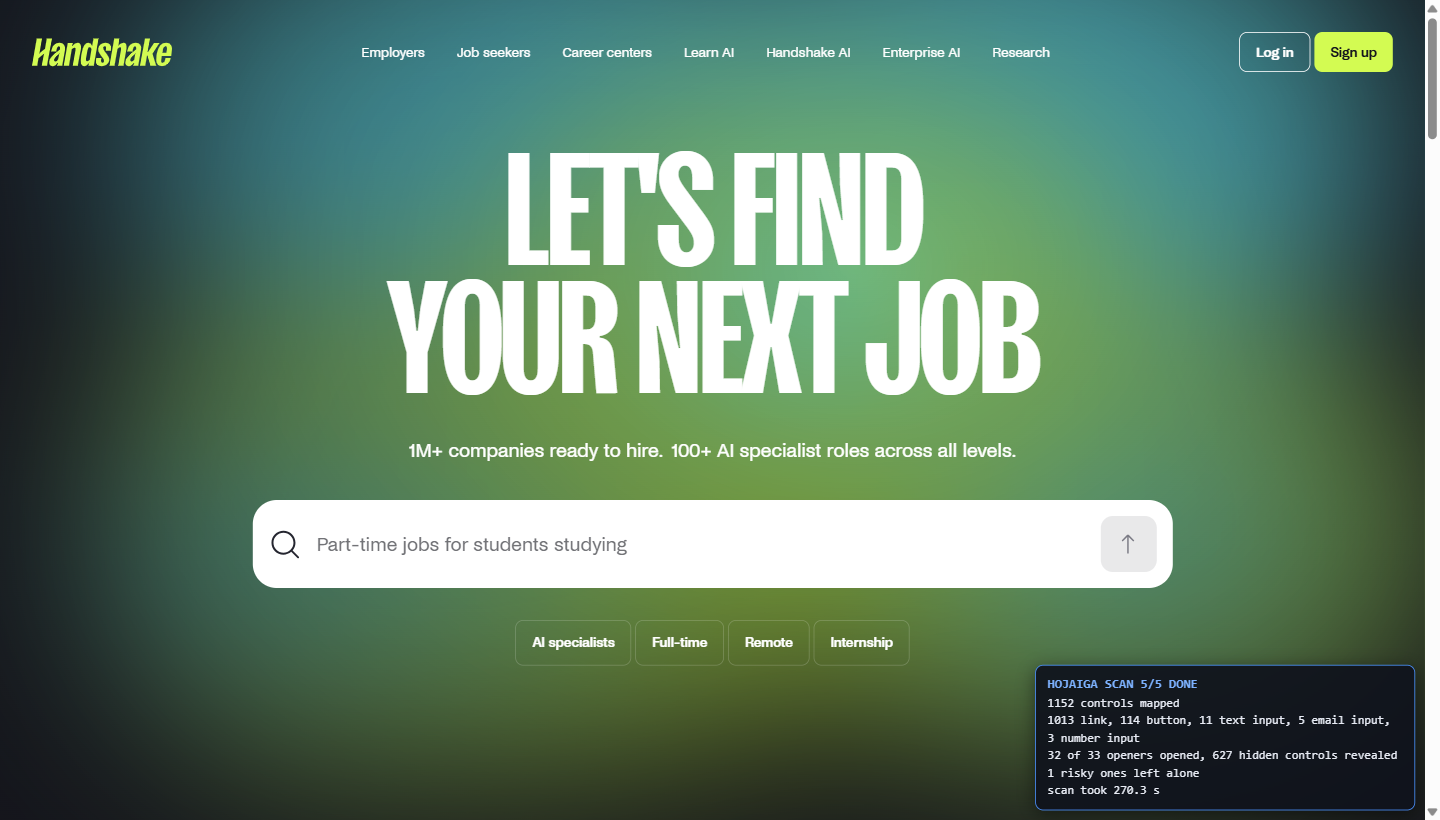 Handshake
Employers Job seekers Career centers Learn AI Handshake AI Enterprise AI Research
Log in Sign up
LET'S FIND
YOUR NEXT JOB
1M+ companies ready to hire. 100+ AI specialist roles across all levels.
Part-time jobs for students studying
AI specialists Full-time Remote Internship
HOJAIGA SCAN 5/5 DONE
1152 controls mapped
1013 link, 114 button, 11 text input, 5 email input,
3 number input
32 of 33 openers opened, 627 hidden controls revealed
1 risky ones left alone
scan took 270.3 s